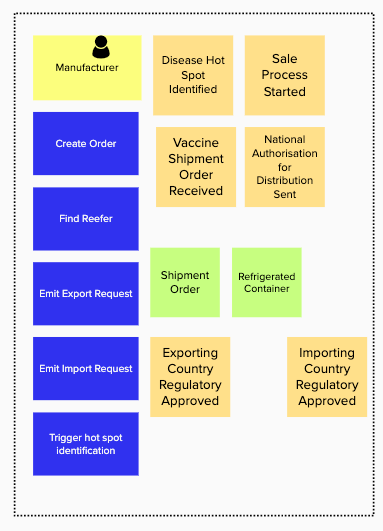 Manufacturer
Disease Hot
Spot
Identified
Sale
Process
Started
Create Order
Vaccine
Shipment
Order
Received
National
Authorisation
for
Distribution
Sent
Find Reefer
Emit Export Request
Shipment
Order
Refrigerated
Container
Emit Import Request
Exporting
Country
Regulatory
Approved
Importing
Country
Regulatory
Approved
Trigger hot spot
identification